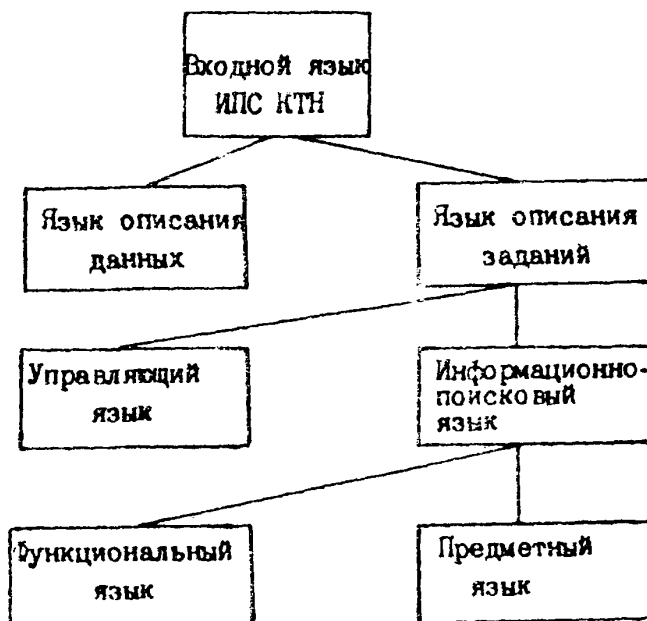 Входной язык
ИПС КТН
Язык описания
данных
Язык описания
заданий
Управляющий
язык
Информационно-
поисковый
язык
Функциональный
язык
Предметный
язык